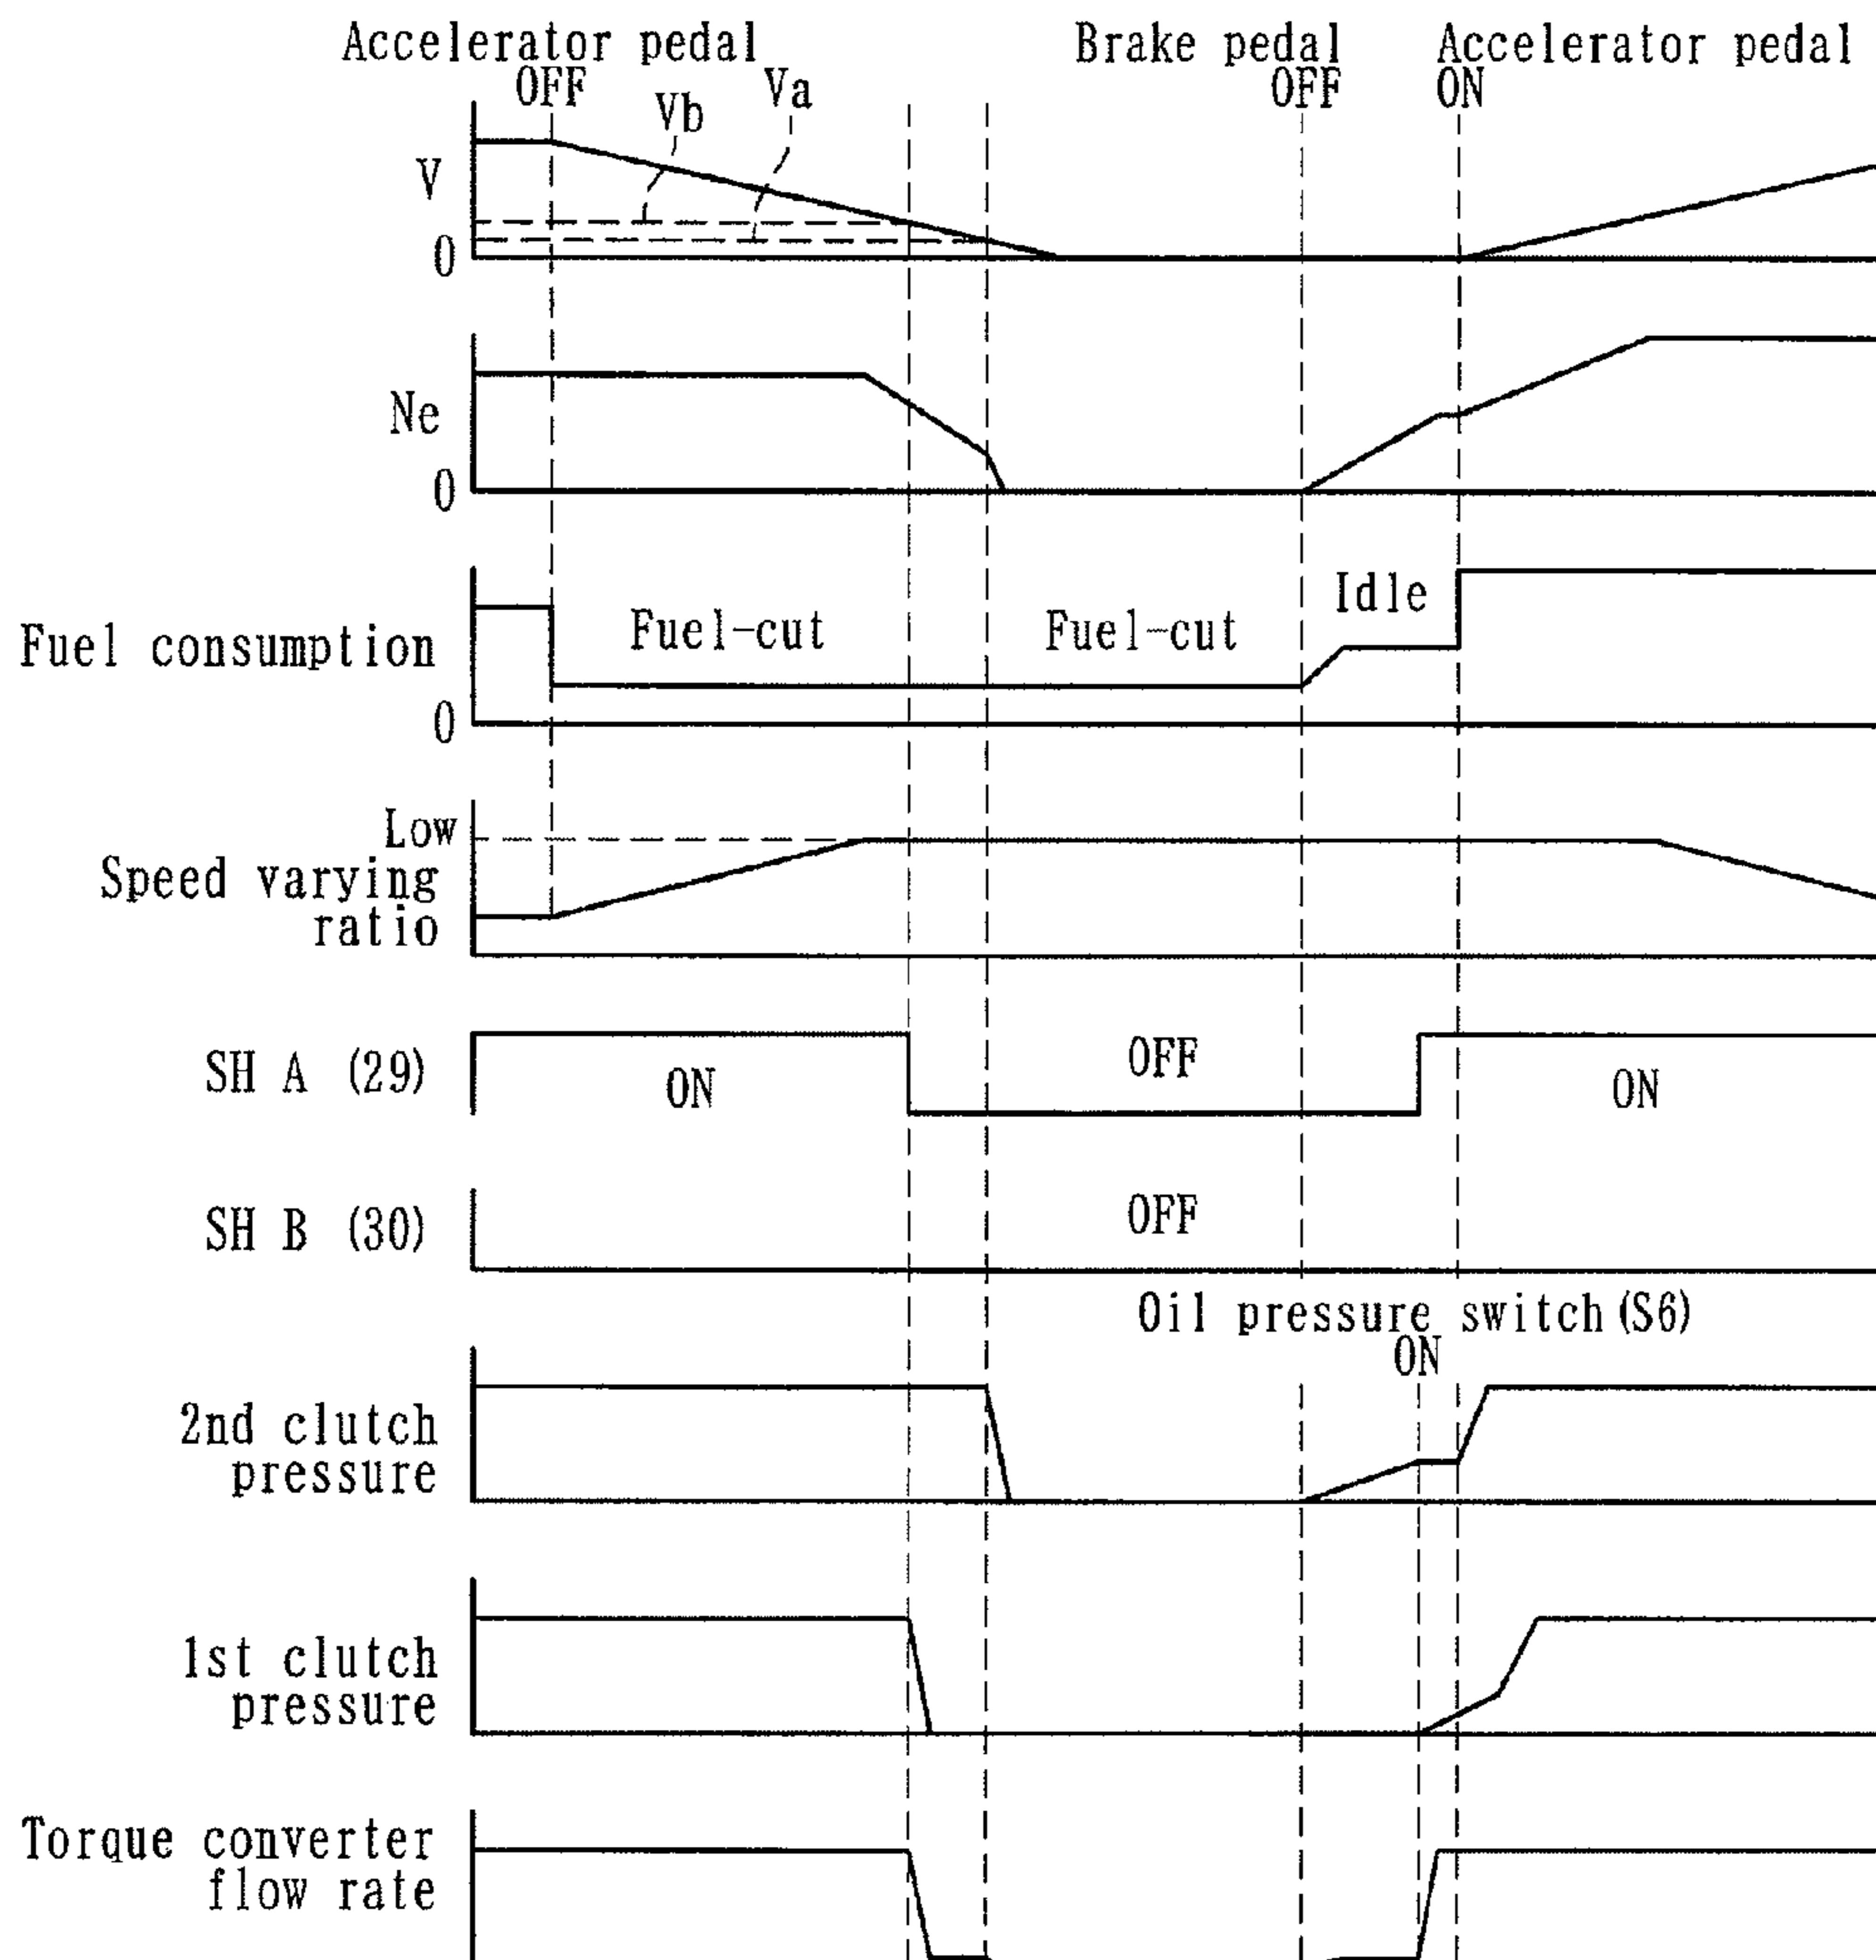 Accelerator pedal
OFF
Brake pedal
OFF
Accelerator pedal
ON
Vb
Va
V
0
Ne
0
Fuel consumption
Fuel-cut
Fuel-cut
Idle
0
Low
Speed varying
ratio
SH A (29)
ON
OFF
ON
SH B (30)
OFF
Oil pressure switch(S6)
ON
2nd clutch
pressure
1st clutch
pressure
Torque converter
flow rate